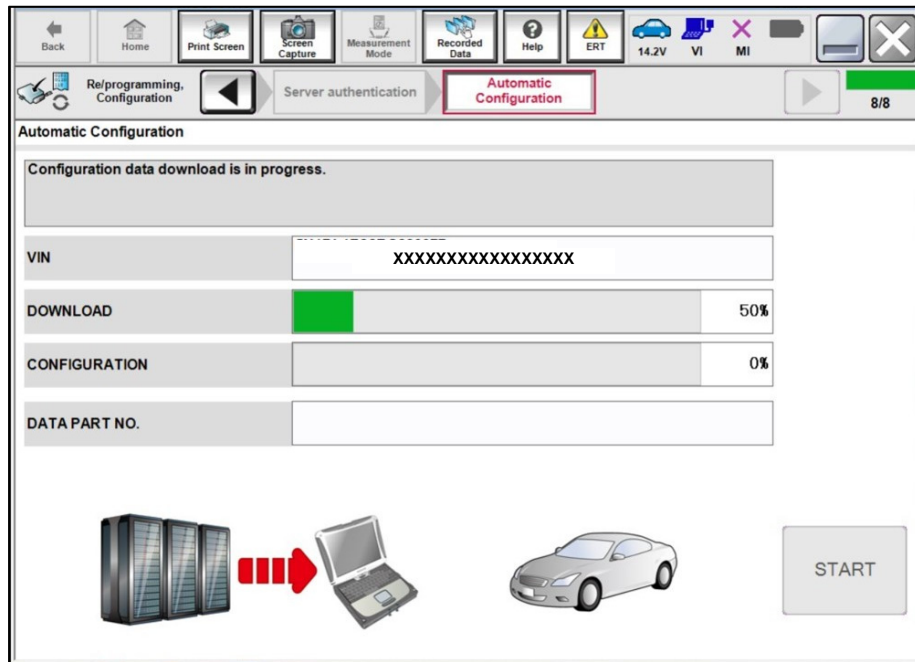 Back
Home
Print Screen
Screen
Capture
Measurement
Mode
Recorded
Data
Help
ERT
14.2V
VI
MI
Re/programming,
Configuration
Server authentication
Automatic
Configuration
8/8
Automatic Configuration
Configuration data download is in progress.
VIN
XXXXXXXXXXXXXXXXX
DOWNLOAD
50%
CONFIGURATION
0%
DATA PART NO.
START